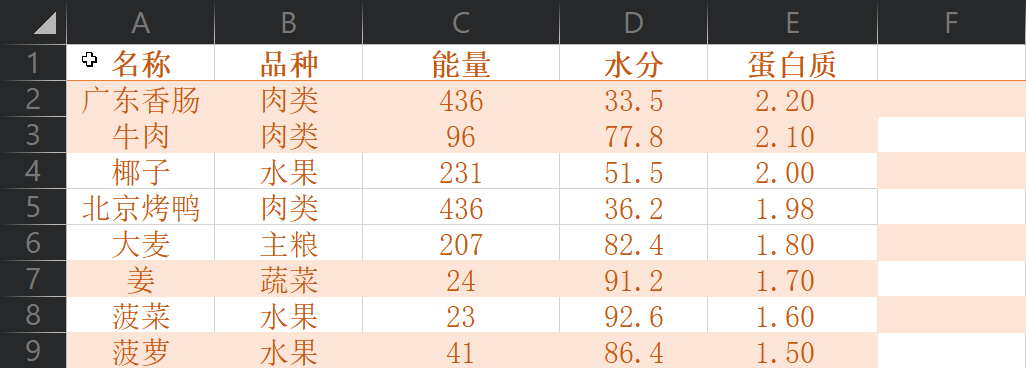 A B C D E F
1 名称 品种 能量 水分 蛋白质
2 广东香肠 肉类 436 33.5 2.20
3 牛肉 肉类 96 77.8 2.10
4 椰子 水果 231 51.5 2.00
5 北京烤鸭 肉类 436 36.2 1.98
6 大麦 主粮 207 82.4 1.80
7 姜 蔬菜 24 91.2 1.70
8 菠菜 水果 23 92.6 1.60
9 菠萝 水果 41 86.4 1.50